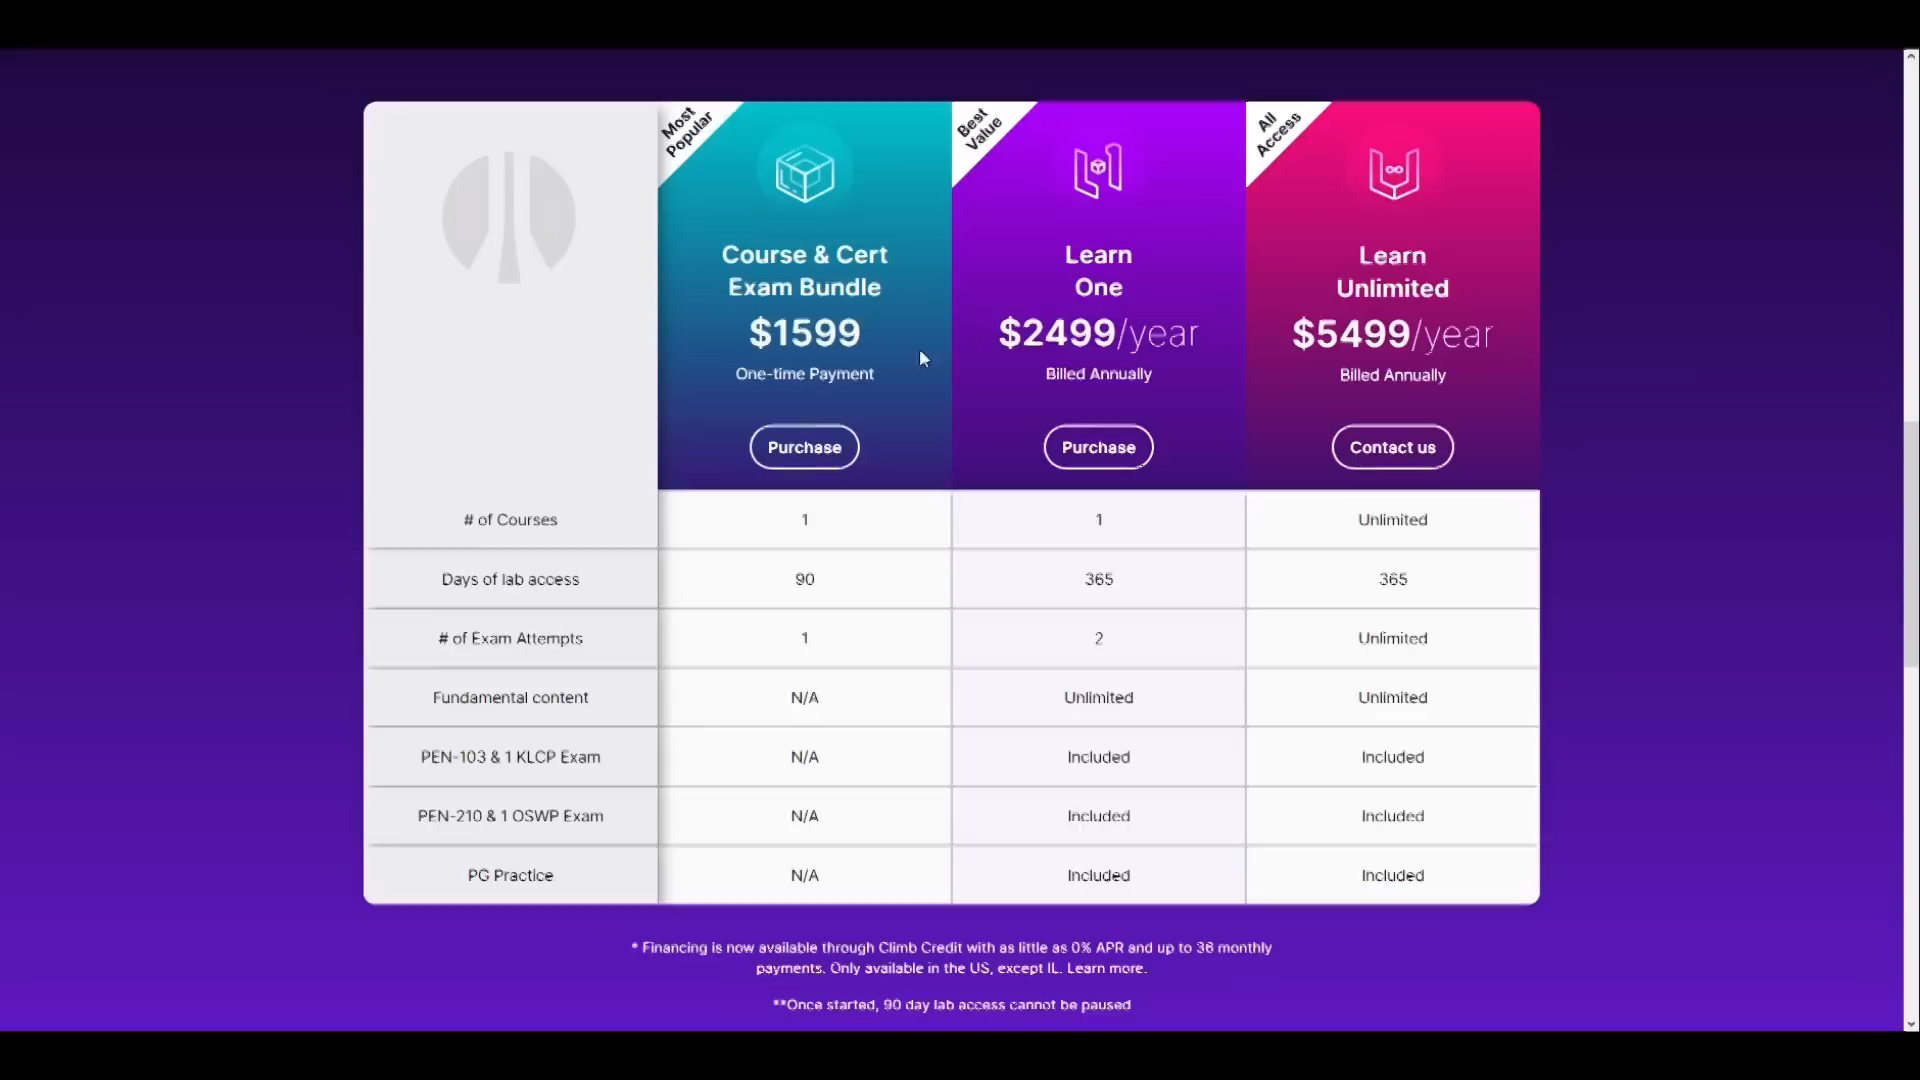 Most
Popular
Course & Cert
Exam Bundle
$1599
One-time Payment
Purchase
Best
Value
Learn
One
$2499/year
Billed Annually
Purchase
All
Access
Learn
Unlimited
$5499/year
Billed Annually
Contact us
# of Courses 1 1 Unlimited
Days of lab access 90 365 365
# of Exam Attempts 1 2 Unlimited
Fundamental content N/A Unlimited Unlimited
PEN-103 & 1 KLCP Exam N/A Included Included
PEN-210 & 1 OSWP Exam N/A Included Included
PG Practice N/A Included Included
* Financing is now available through Climb Credit with as little as 0% APR and up to 36 monthly
payments. Only available in the US, except IL. Learn more.
**Once started, 90 day lab access cannot be paused